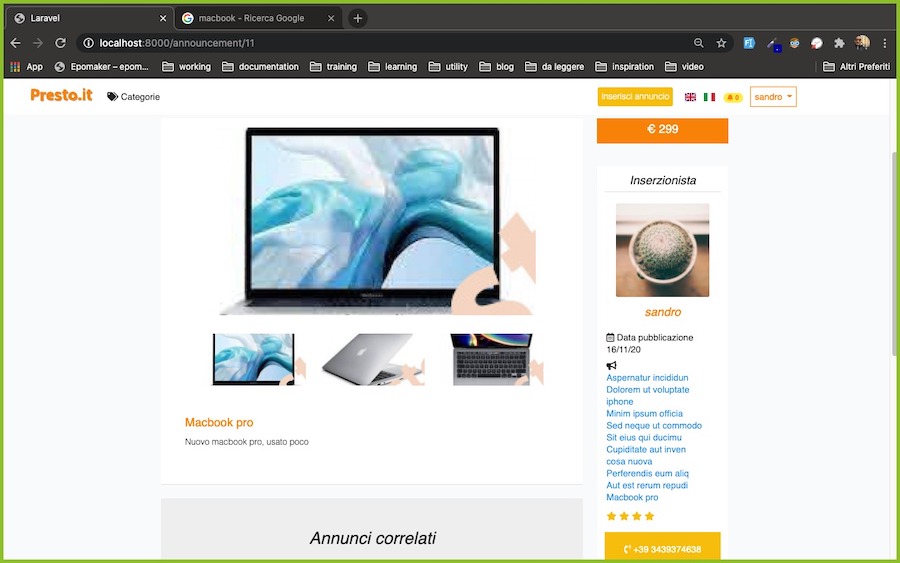 Laravel
macbook - Ricerca Google
localhost:8000/announcement/11
App
Epomaker – epom...
working
documentation
training
learning
utility
blog
da leggere
inspiration
video
Altri Preferiti
Presto.it
Categorie
Inserisci annuncio
0
sandro
€ 299
Inserzionista
sandro
Data pubblicazione
16/11/20
Aspernatur incididun
Dolorem ut voluptate
iphone
Minim ipsum officia
Sed neque ut commodo
Sit eius qui ducimu
Cupiditate aut inven
cosa nuova
Perferendis eum aliq
Aut est rerum repudi
Macbook pro
+39 3439374638
Macbook pro
Nuovo macbook pro, usato poco
Annunci correlati